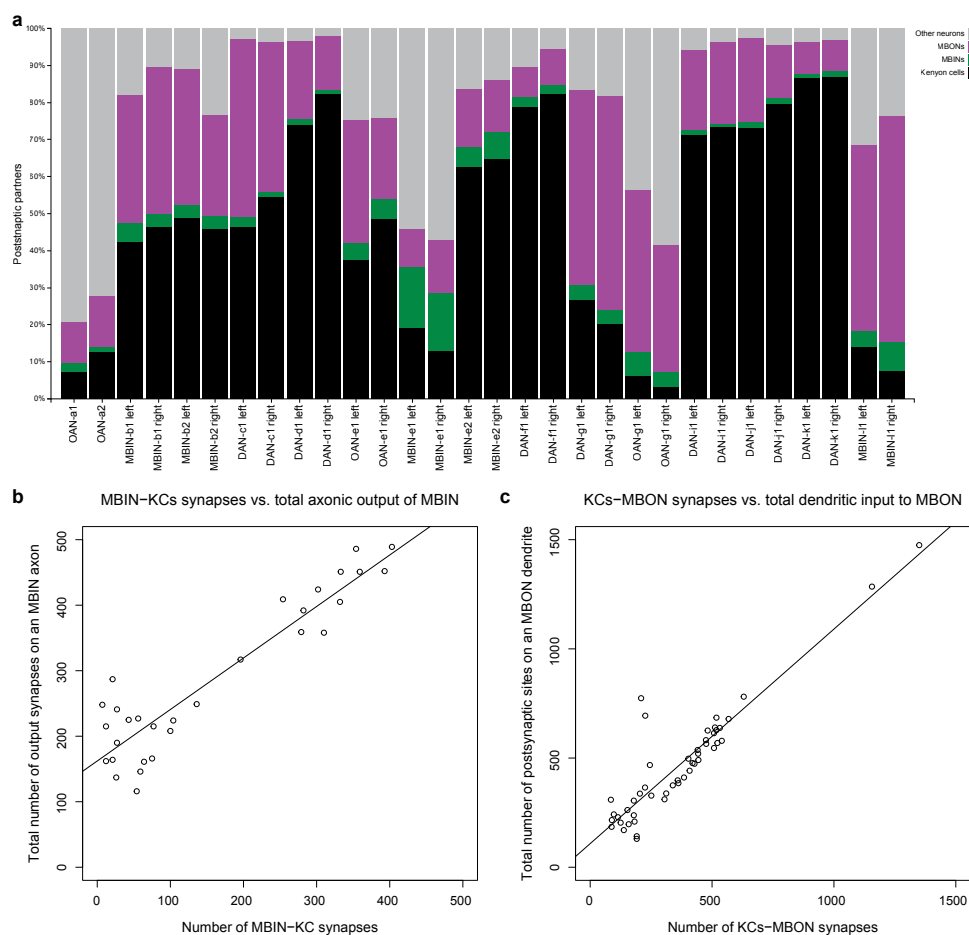 a
100%
90%
80%
70%
60%
50%
40%
30%
20%
10%
0%
Poststnaptic partners
Other neurons
MBONs
MBINs
Kenyon cells
OAN-a1
OAN-a2
MBIN-b1 left
MBIN-b1 right
MBIN-b2 left
MBIN-b2 right
DAN-c1 left
DAN-c1 right
DAN-d1 left
DAN-d1 right
OAN-e1 left
OAN-e1 right
MBIN-e1 left
MBIN-e1 right
MBIN-e2 left
MBIN-e2 right
DAN-f1 left
DAN-f1 right
DAN-g1 left
DAN-g1 right
OAN-g1 left
OAN-g1 right
DAN-i1 left
DAN-i1 right
DAN-j1 left
DAN-j1 right
DAN-k1 left
DAN-k1 right
MBIN-l1 left
MBIN-l1 right
b
MBIN−KCs synapses vs. total axonic output of MBIN
Total number of output synapses on an MBIN axon
500
400
300
200
100
0
0 100 200 300 400 500
Number of MBIN−KC synapses
c
KCs−MBON synapses vs. total dendritic input to MBON
Total number of postsynaptic sites on an MBON dendrite
1500
1000
500
0
0 500 1000 1500
Number of KCs−MBON synapses